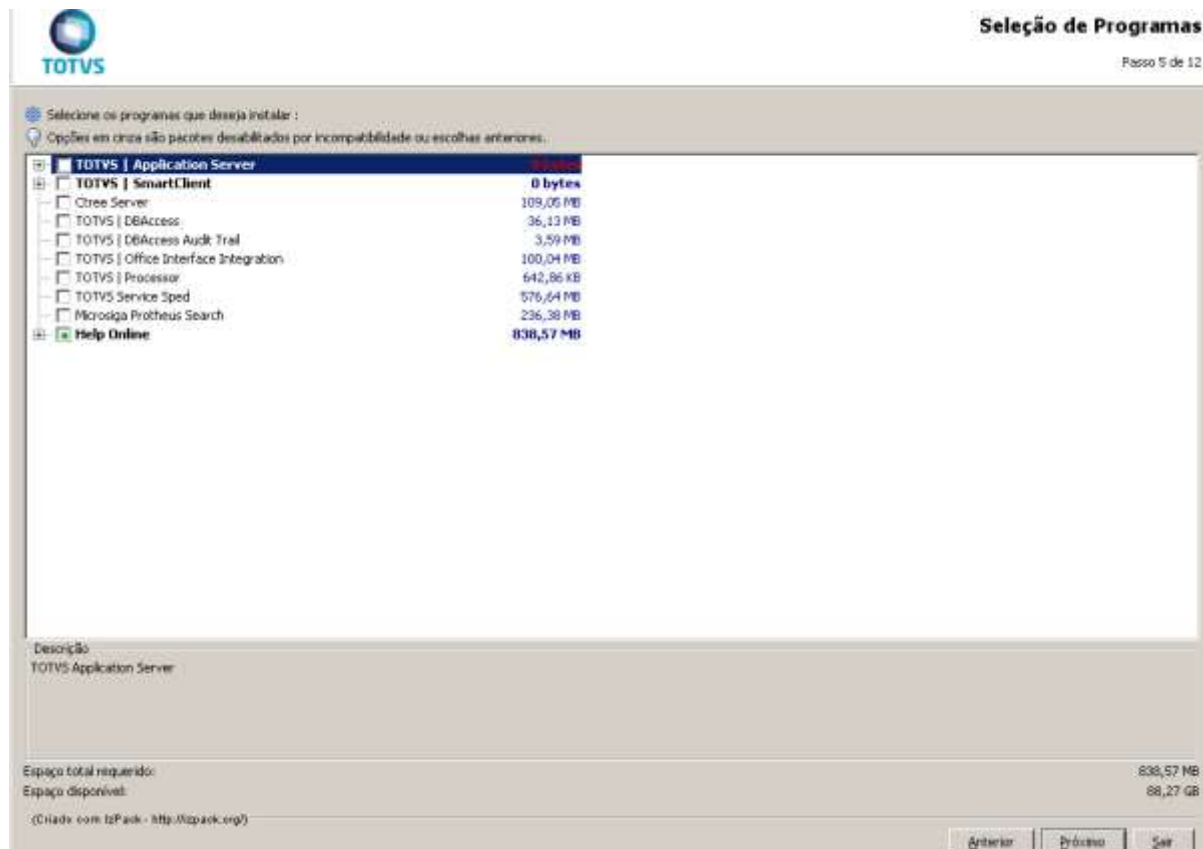 TOTVS
Seleção de Programas
Passo 5 de 12
Selecione os programas que deseja instalar :
Opções em cinza são pacotes desabilitados por incompatibilidade ou escolhas anteriores.
TOTVS | Application Server 0 bytes
TOTVS | SmartClient 0 bytes
Ctree Server 109,05 MB
TOTVS | DBAccess 36,13 MB
TOTVS | DBAccess Audit Trail 3,59 MB
TOTVS | Office Interface Integration 100,04 MB
TOTVS | Processor 642,86 KB
TOTVS Service Sped 576,64 MB
Microsiga Protheus Search 236,38 MB
Help Online 838,57 MB
Descrição
TOTVS Application Server
Espaço total requerido: 838,57 MB
Espaço disponível: 88,27 GB
(Criado com IzPack - http://izpack.org/)
Anterior Próximo Sair